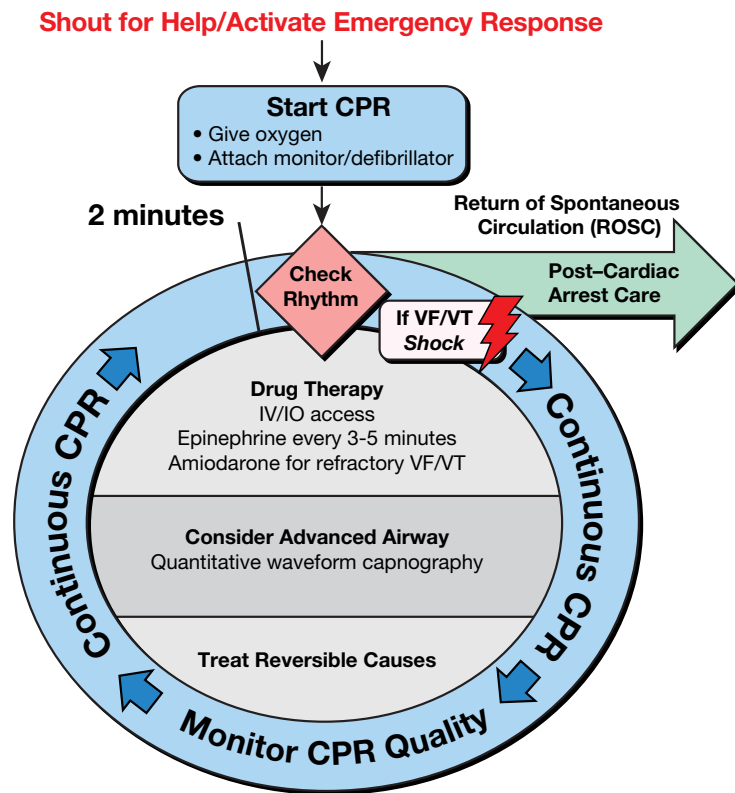 Shout for Help/Activate Emergency Response
Start CPR
• Give oxygen
• Attach monitor/defibrillator
2 minutes
Return of Spontaneous
Circulation (ROSC)
Check
Rhythm
Post–Cardiac
Arrest Care
If VF/VT
Shock
Drug Therapy
IV/IO access
Epinephrine every 3-5 minutes
Amiodarone for refractory VF/VT
Consider Advanced Airway
Quantitative waveform capnography
Treat Reversible Causes
Continuous CPR
Monitor CPR Quality
Continuous CPR